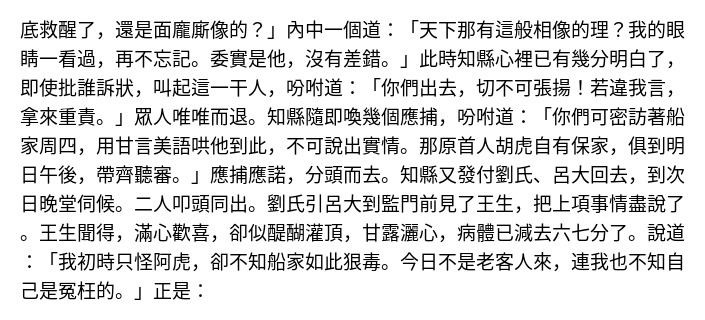 底救醒了，還是面龐廝像的？」內中一個道：「天下那有這般相像的理？我的眼
睛一看過，再不忘記。委實是他，沒有差錯。」此時知縣心裡已有幾分明白了，
即使批誰訴狀，叫起這一干人，吩咐道：「你們出去，切不可張揚！若違我言，
拿來重責。」眾人唯唯而退。知縣隨即喚幾個應捕，吩咐道：「你們可密訪著船
家周四，用甘言美語哄他到此，不可說出實情。那原首人胡虎自有保家，俱到明
日午後，帶齊聽審。」應捕應諾，分頭而去。知縣又發付劉氏、呂大回去，到次
日晚堂伺候。二人叩頭同出。劉氏引呂大到監門前見了王生，把上項事情盡說了
。王生聞得，滿心歡喜，卻似醍醐灌頂，甘露灑心，病體已減去六七分了。說道
：「我初時只怪阿虎，卻不知船家如此狠毒。今日不是老客人來，連我也不知自
己是冤枉的。」正是：